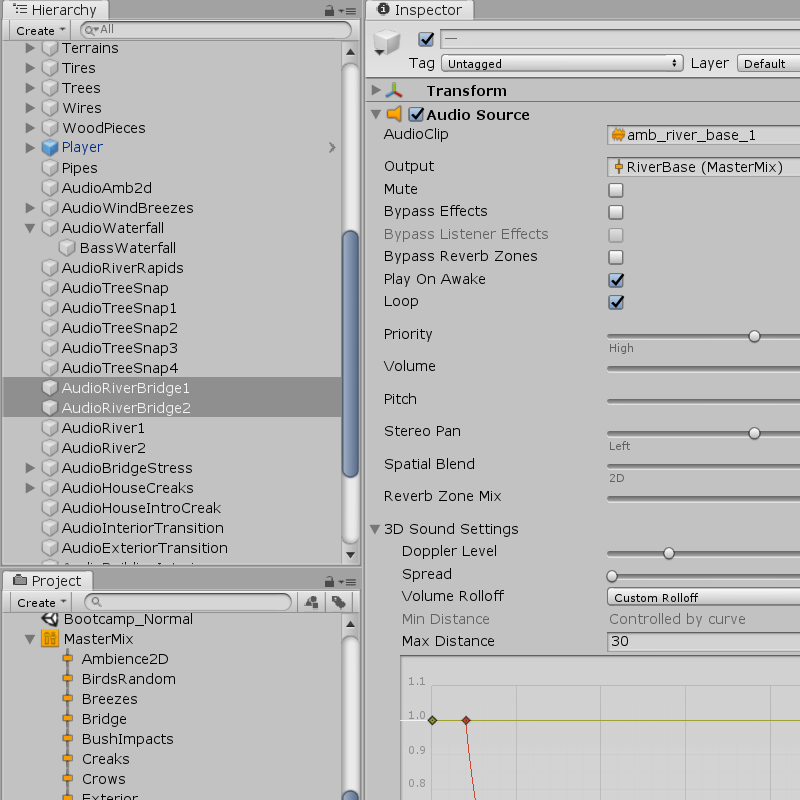 Hierarchy
Create
All
Terrains
Tires
Trees
Wires
WoodPieces
Player
Pipes
AudioAmb2d
AudioWindBreezes
AudioWaterfall
BassWaterfall
AudioRiverRapids
AudioTreeSnap
AudioTreeSnap1
AudioTreeSnap2
AudioTreeSnap3
AudioTreeSnap4
AudioRiverBridge1
AudioRiverBridge2
AudioRiver1
AudioRiver2
AudioBridgeStress
AudioHouseCreaks
AudioHouseIntroCreak
AudioInteriorTransition
AudioExteriorTransition
Project
Create
Bootcamp_Normal
MasterMix
Ambience2D
BirdsRandom
Breezes
Bridge
BushImpacts
Creaks
Crows
Exterior
Inspector
—
Tag Untagged Layer Default
Transform
Audio Source
AudioClip amb_river_base_1
Output RiverBase (MasterMix)
Mute
Bypass Effects
Bypass Listener Effects
Bypass Reverb Zones
Play On Awake
Loop
Priority
High
Volume
Pitch
Stereo Pan
Left
Spatial Blend
2D
Reverb Zone Mix
3D Sound Settings
Doppler Level
Spread
Volume Rolloff Custom Rolloff
Min Distance Controlled by curve
Max Distance 30
1.1
1.0
0.9
0.8